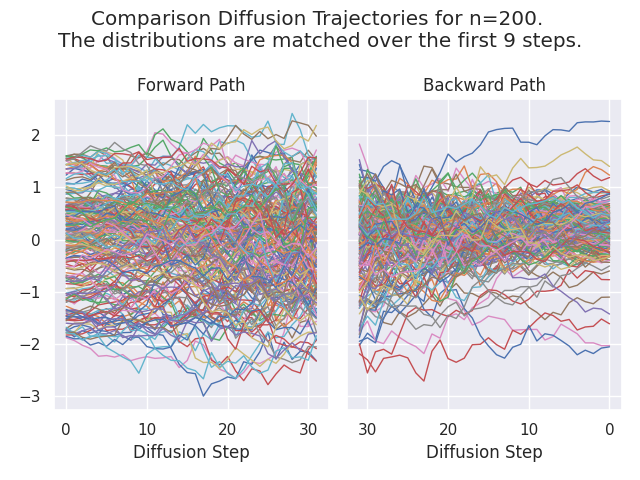 Comparison Diffusion Trajectories for n=200.
The distributions are matched over the first 9 steps.
Forward Path
Backward Path
2
1
0
−1
−2
−3
0 10 20 30
30 20 10 0
Diffusion Step
Diffusion Step